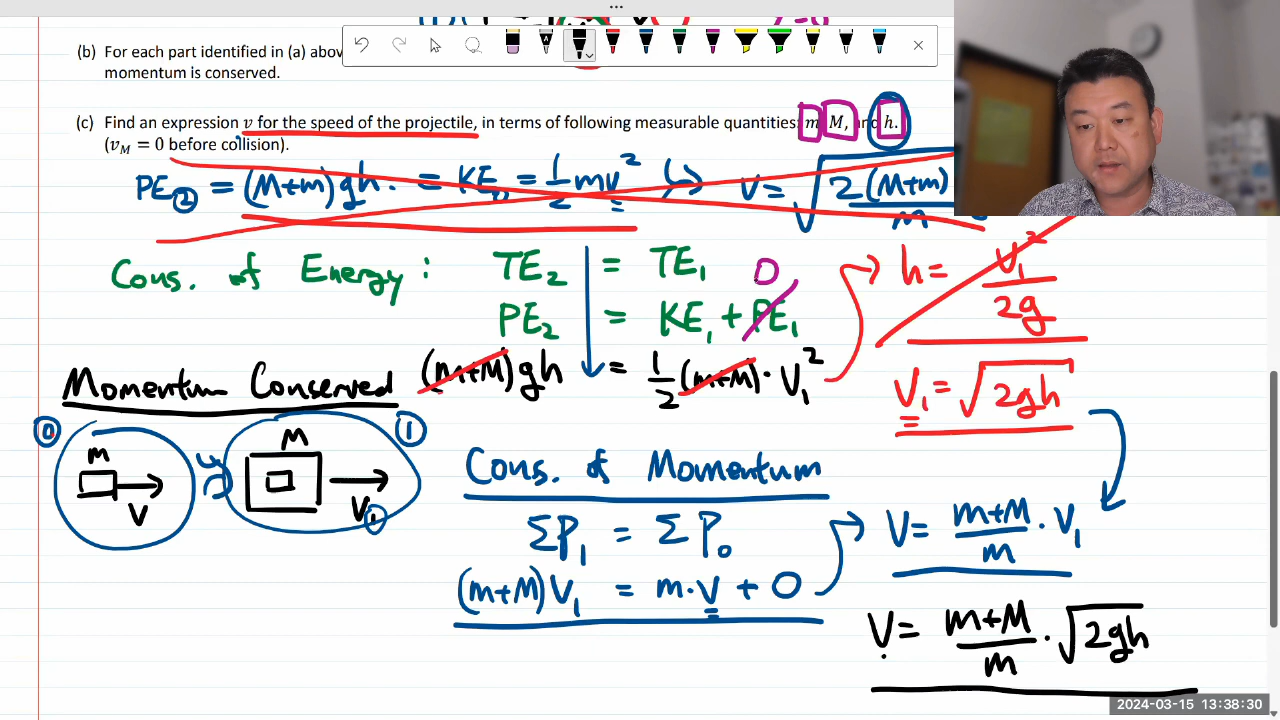 (b) For each part identified in (a) abov
momentum is conserved.
(c) Find an expression v for the speed of the projectile, in terms of following measurable quantities: m M, and h.
(v_M = 0 before collision).
PE② = (M+m)gh. = KE₀ = 1/2 mv² ↪ V = √(2(M+m)
m
Cons. of Energy : TE₂ = TE₁
PE₂ = KE₁ + PE₁ 0
(m+M)gh = 1/2 (m+M) · V₁²
h = V₁²/2g
V₁ = √2gh
Momentum Conserved
⓪ m V
① M V①
Cons. of Momentum
ΣP₁ = ΣP₀
(m+M)V₁ = m·V + 0
V = m+M/m · V₁
V = m+M/m · √2gh
2024-03-15 13:38:30